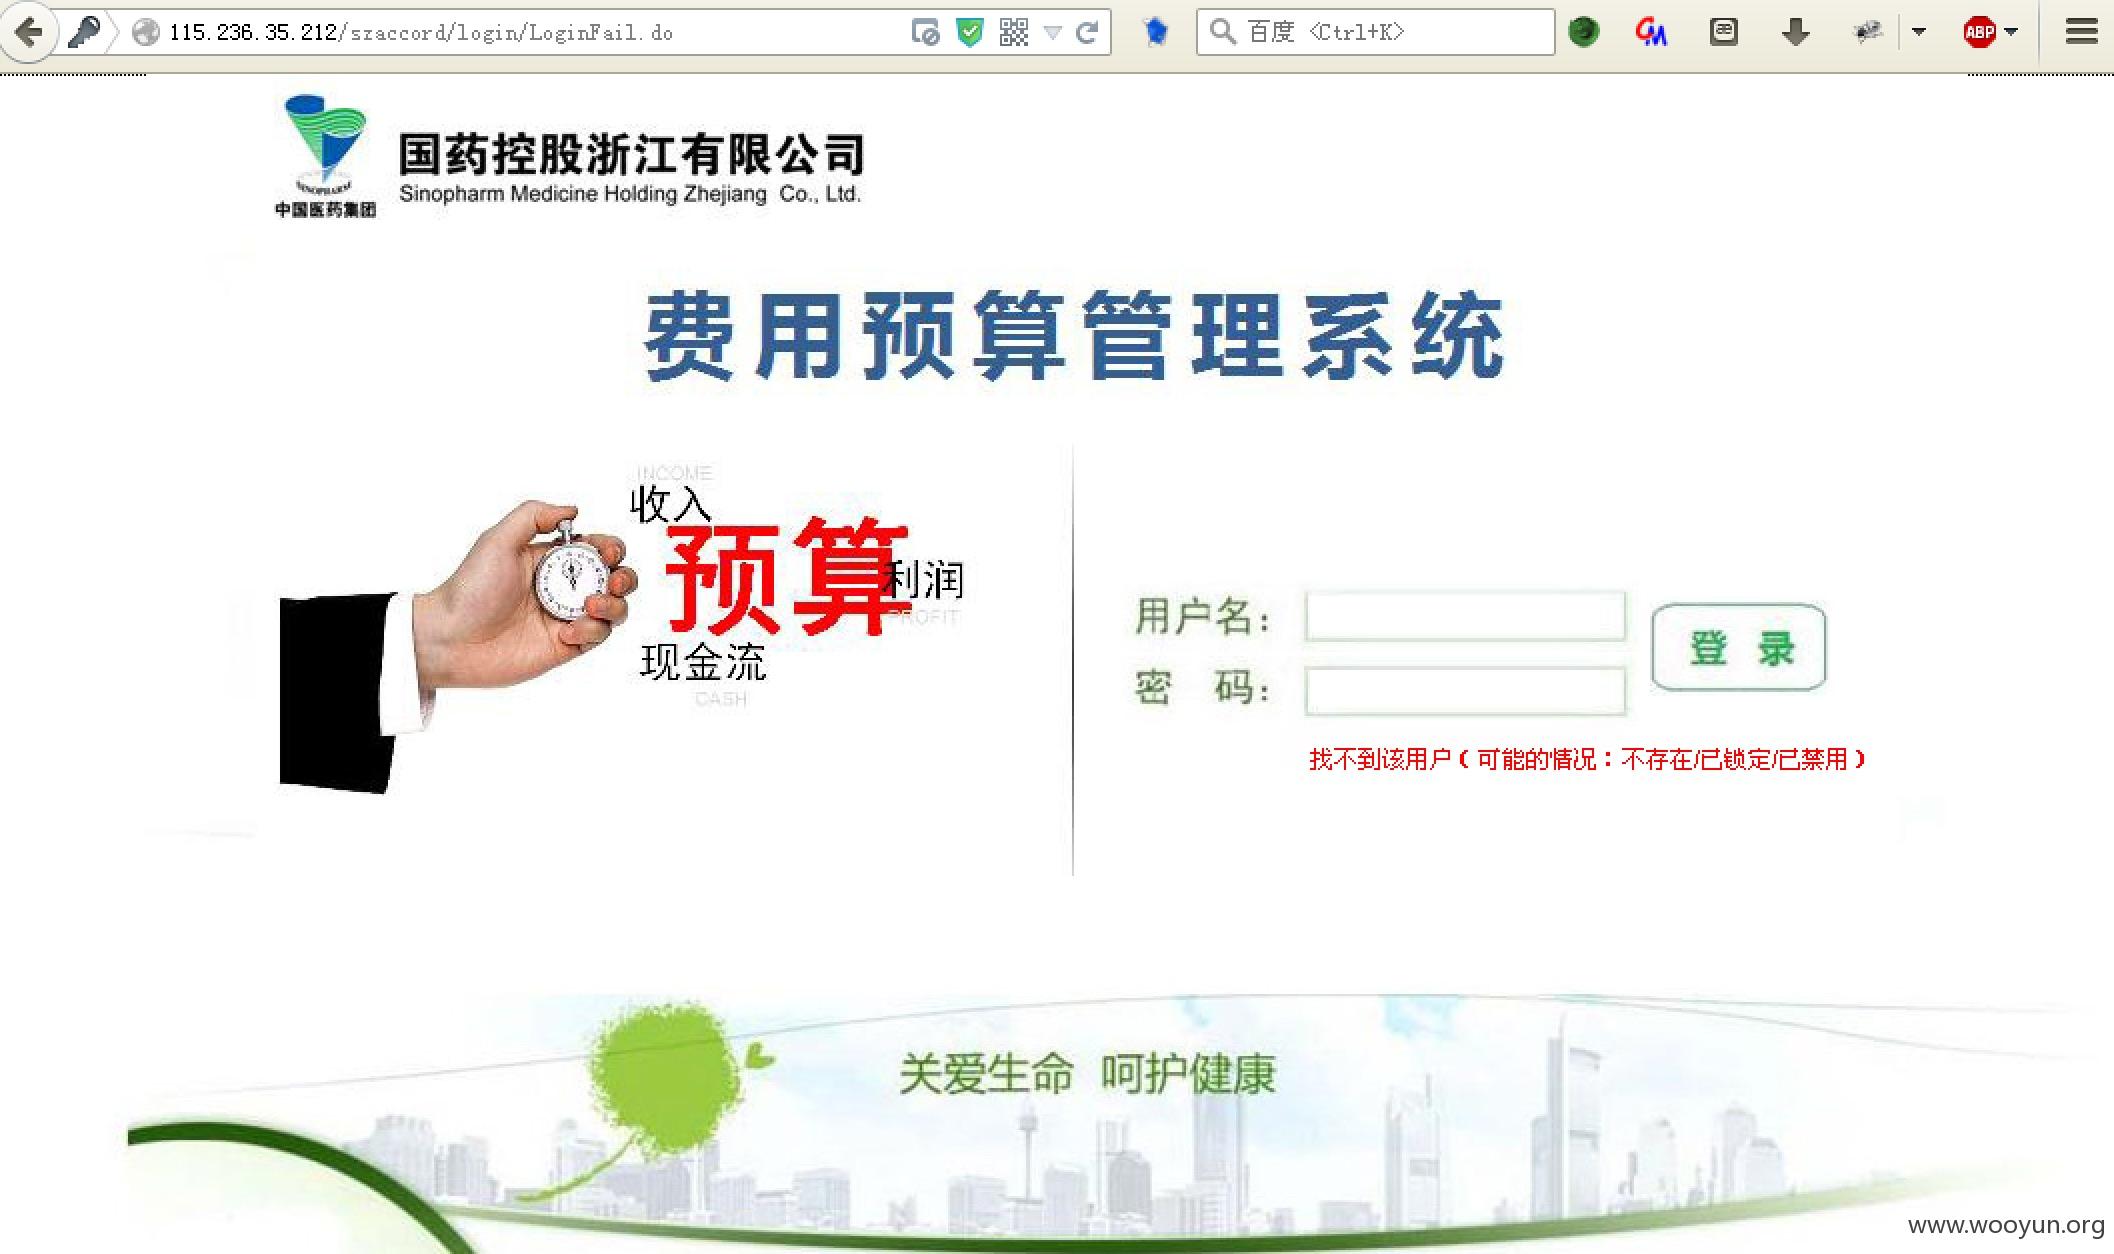 115.236.35.212/szaccord/login/LoginFail.do
百度 <Ctrl+K>
ABP
SINOPHARM
中国医药集团
国药控股浙江有限公司
Sinopharm Medicine Holding Zhejiang Co., Ltd.
费用预算管理系统
INCOME
收入
预算
利润
PROFIT
现金流
CASH
用户名：
密 码：
登 录
找不到该用户（可能的情况：不存在/已锁定/已禁用）
关爱生命 呵护健康
www.wooyun.org